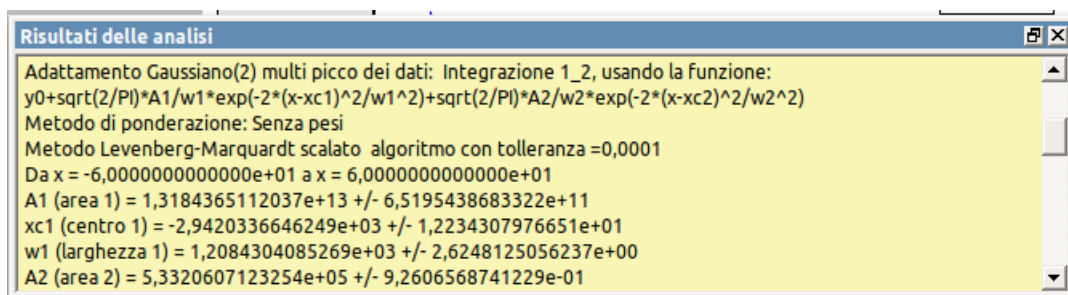 Risultati delle analisi
Adattamento Gaussiano(2) multi picco dei dati:  Integrazione 1_2, usando la funzione:
y0+sqrt(2/PI)*A1/w1*exp(-2*(x-xc1)^2/w1^2)+sqrt(2/PI)*A2/w2*exp(-2*(x-xc2)^2/w2^2)
Metodo di ponderazione: Senza pesi
Metodo Levenberg-Marquardt scalato  algoritmo con tolleranza =0,0001
Da x = -6,0000000000000e+01 a x = 6,0000000000000e+01
A1 (area 1) = 1,3184365112037e+13 +/- 6,5195438683322e+11
xc1 (centro 1) = -2,9420336646249e+03 +/- 1,2234307976651e+01
w1 (larghezza 1) = 1,2084304085269e+03 +/- 2,6248125056237e+00
A2 (area 2) = 5,3320607123254e+05 +/- 9,2606568741229e-01